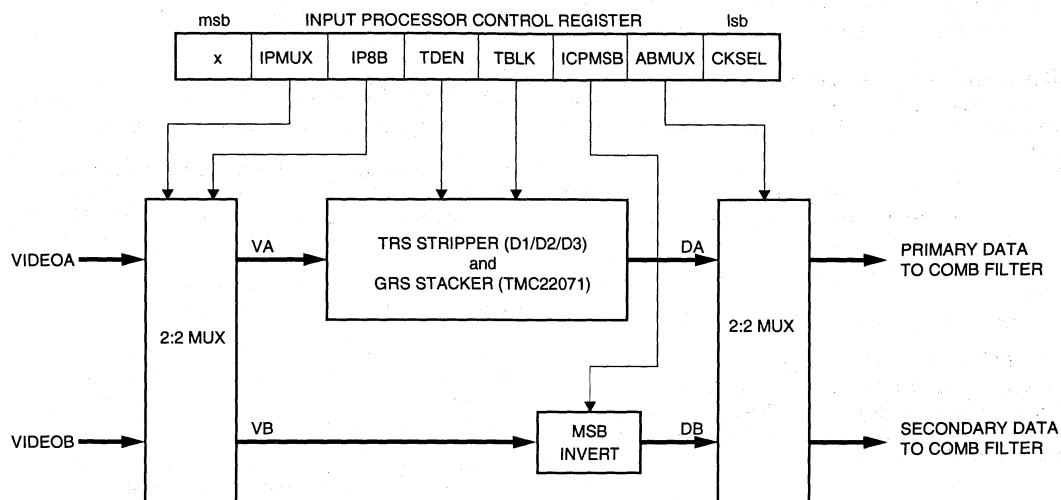 msb INPUT PROCESSOR CONTROL REGISTER lsb
x IPMUX IP8B TDEN TBLK ICPMSB ABMUX CKSEL
VIDEOA
VA
TRS STRIPPER (D1/D2/D3)
and
GRS STACKER (TMC22071)
DA
PRIMARY DATA
TO COMB FILTER
2:2 MUX
2:2 MUX
VIDEOB
VB
MSB
INVERT
DB
SECONDARY DATA
TO COMB FILTER